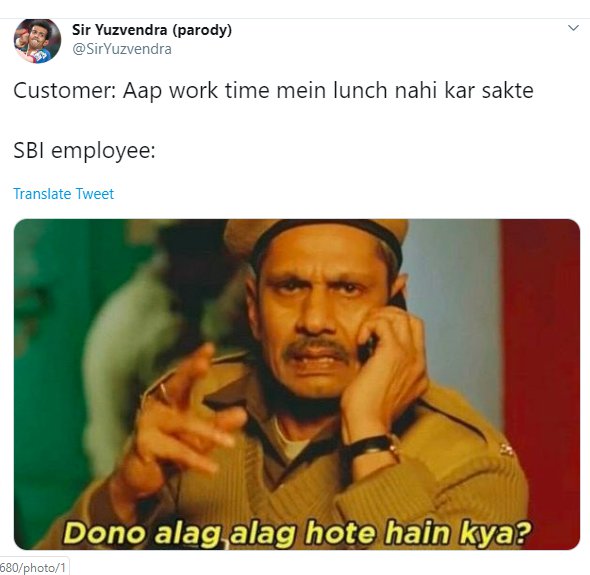 Sir Yuzvendra (parody)
@SirYuzvendra
Customer: Aap work time mein lunch nahi kar sakte
SBI employee:
Translate Tweet
Dono alag alag hote hain kya?
680/photo/1